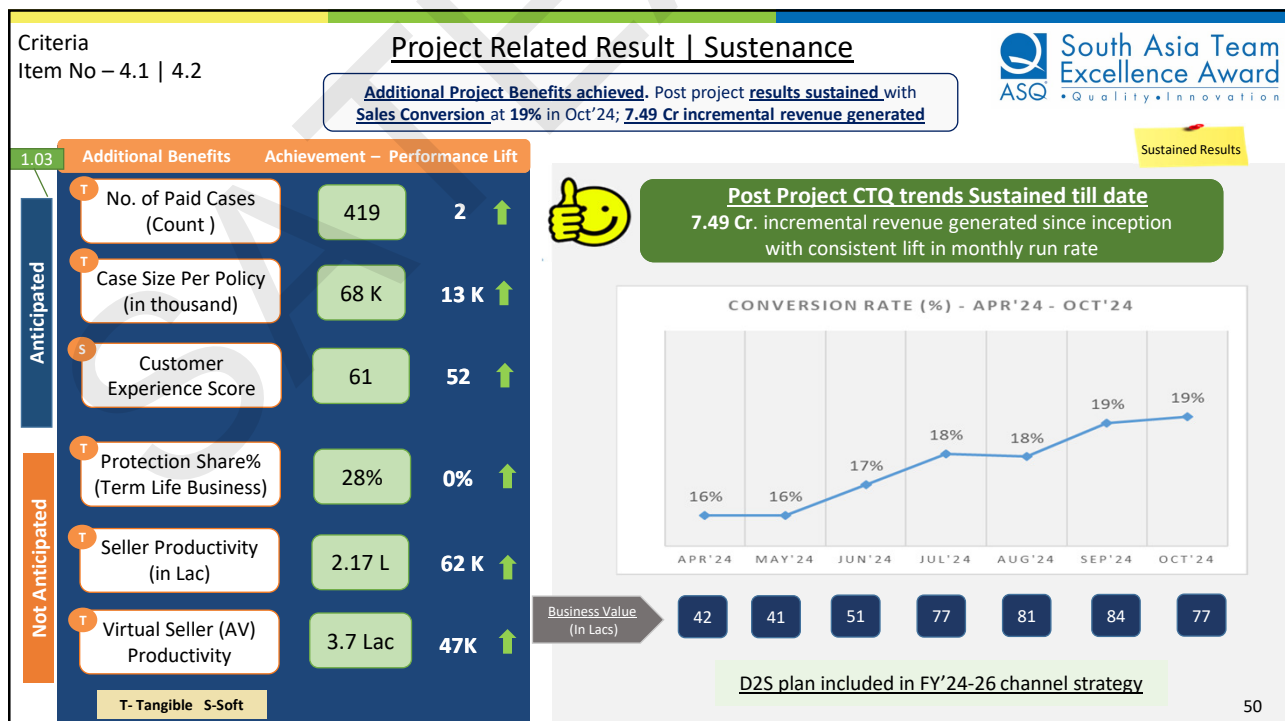 Criteria
Item No – 4.1 | 4.2
Project Related Result | Sustenance
Additional Project Benefits achieved. Post project results sustained with
Sales Conversion at 19% in Oct'24; 7.49 Cr incremental revenue generated
ASQ
South Asia Team
Excellence Award
•Quality•Innovation
Sustained Results
1.03
Additional Benefits Achievement – Performance Lift
Anticipated
T
No. of Paid Cases
(Count )
419
2
T
Case Size Per Policy
(in thousand)
68 K
13 K
S
Customer
Experience Score
61
52
Not Anticipated
T
Protection Share%
(Term Life Business)
28%
0%
T
Seller Productivity
(in Lac)
2.17 L
62 K
T
Virtual Seller (AV)
Productivity
3.7 Lac
47K
T- Tangible S-Soft
Post Project CTQ trends Sustained till date
7.49 Cr. incremental revenue generated since inception
with consistent lift in monthly run rate
CONVERSION RATE (%) - APR'24 - OCT'24
16% 16% 17% 18% 18% 19% 19%
APR'24 MAY'24 JUN'24 JUL'24 AUG'24 SEP'24 OCT'24
Business Value
(In Lacs)
42 41 51 77 81 84 77
D2S plan included in FY'24-26 channel strategy
50